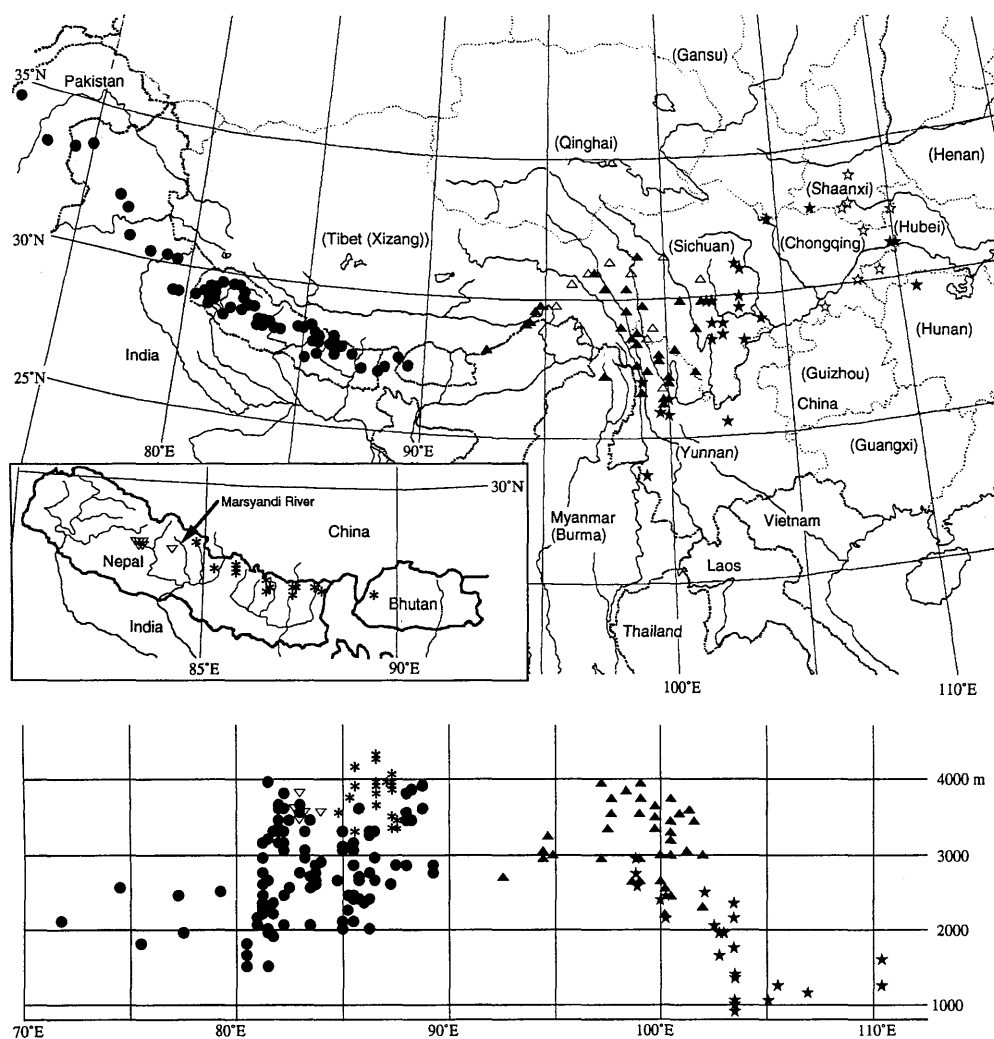 (Gansu)
35°N
Pakistan
(Qinghai)
(Henan)
(Shaanxi)
30°N
(Tibet (Xizang))
(Sichuan)
(Chongqing)
(Hubei)
(Hunan)
India
(Guizhou)
25°N
China
80°E
90°E
(Guangxi)
(Yunnan)
30°N
Marsyandi River
China
Myanmar
(Burma)
Vietnam
Nepal
Laos
Bhutan
India
Thailand
85°E
90°E
100°E
110°E
4000 m
3000
2000
1000
70°E
80°E
90°E
100°E
110°E